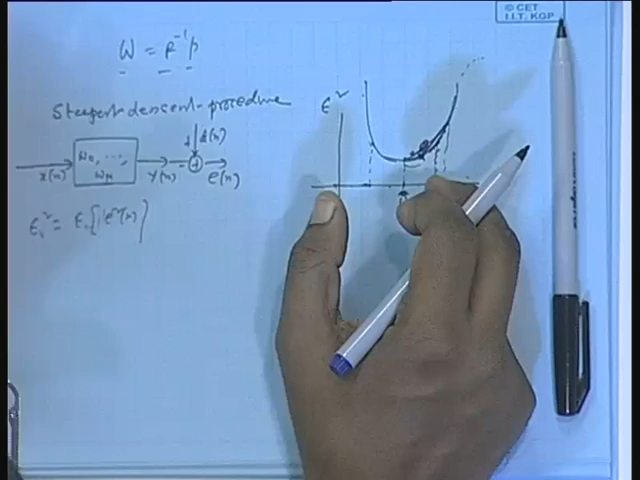 © CET
I.I.T. KGP
W = R⁻¹p
Steepest descent procedure
ε²
d(n)
+
w₀, ...,
w_N
x(n)
y(n)
-
+
e(n)
ε² = E[|e²(n)|